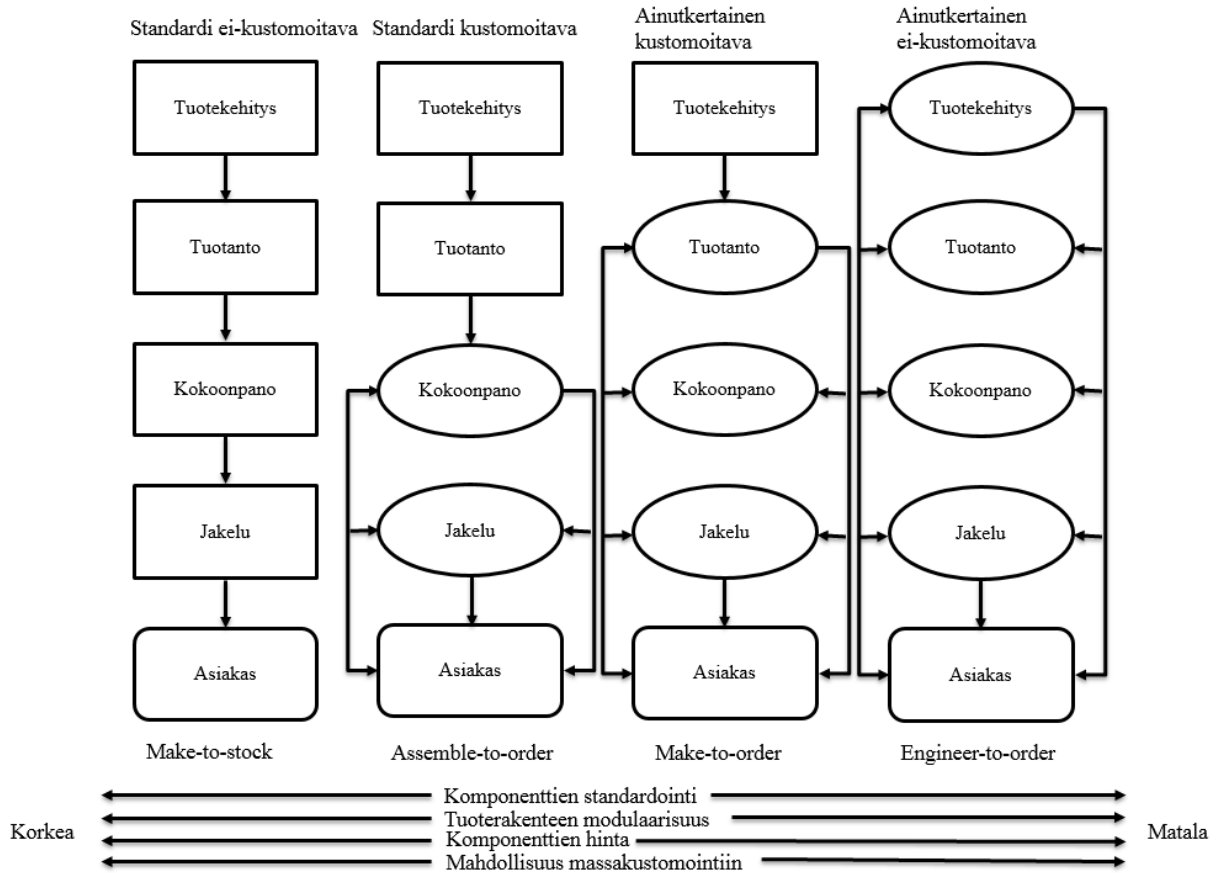 Standardi ei-kustomoitava
Standardi kustomoitava
Ainutkertainen
kustomoitava
Ainutkertainen
ei-kustomoitava
Tuotekehitys
Tuotekehitys
Tuotekehitys
Tuotekehitys
Tuotanto
Tuotanto
Tuotanto
Tuotanto
Kokoonpano
Kokoonpano
Kokoonpano
Kokoonpano
Jakelu
Jakelu
Jakelu
Jakelu
Asiakas
Asiakas
Asiakas
Asiakas
Make-to-stock
Assemble-to-order
Make-to-order
Engineer-to-order
Korkea
Komponenttien standardointi
Tuoterakenteen modulaarisuus
Komponenttien hinta
Mahdollisuus massakustomointiin
Matala